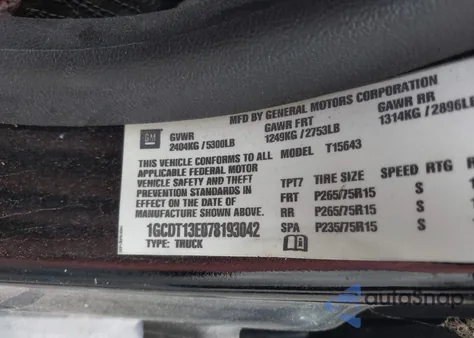 MFD BY GENERAL MOTORS CORPORATION
GM
GVWR GAWR FRT GAWR RR
2404KG / 5300LB 1249KG / 2753LB 1314KG / 2896LB
THIS VEHICLE CONFORMS TO ALL MODEL T15643
APPLICABLE FEDERAL MOTOR
VEHICLE SAFETY AND THEFT
PREVENTION STANDARDS IN
EFFECT ON THE DATE OF
MANUFACTURE SHOWN ABOVE.
1GCDT13E078193042
TYPE: TRUCK
TPT7 TIRE SIZE SPEED RTG
FRT P265/75R15 S
RR P265/75R15 S
SPA P235/75R15 S
autoSnap